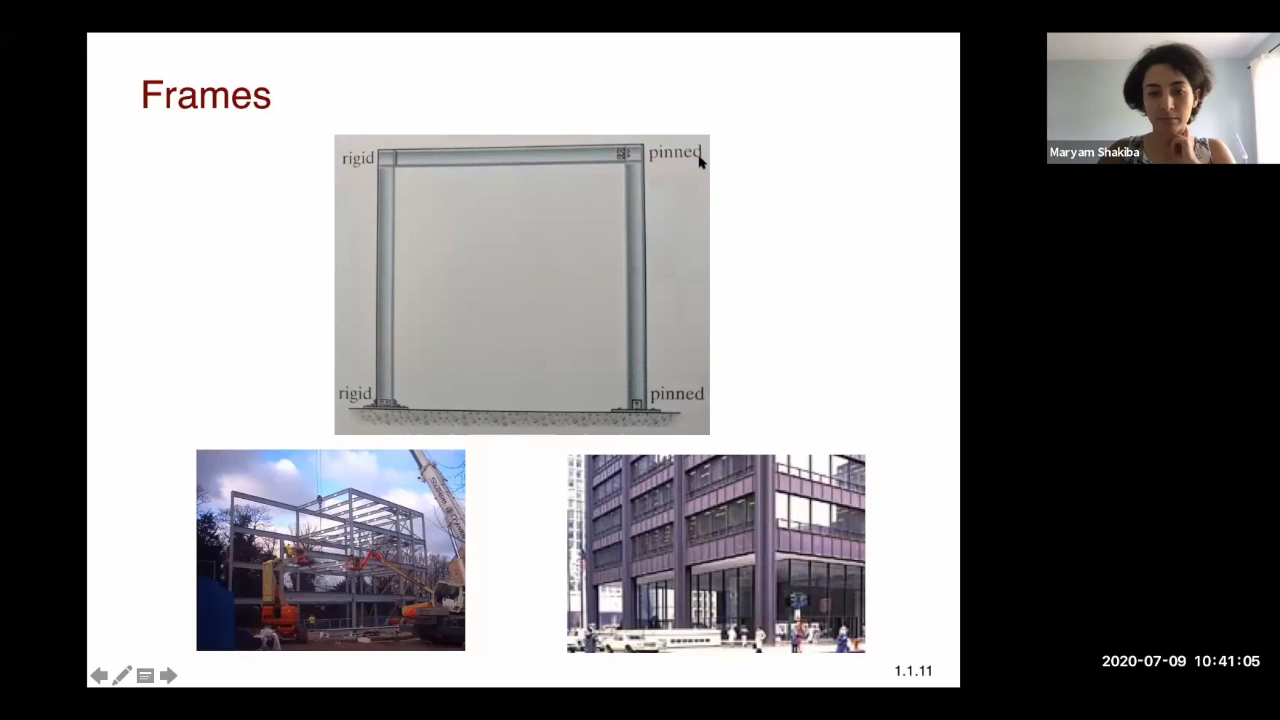 Frames
rigid
pinned
rigid
pinned
1.1.11
Maryam Shakiba
2020-07-09 10:41:05